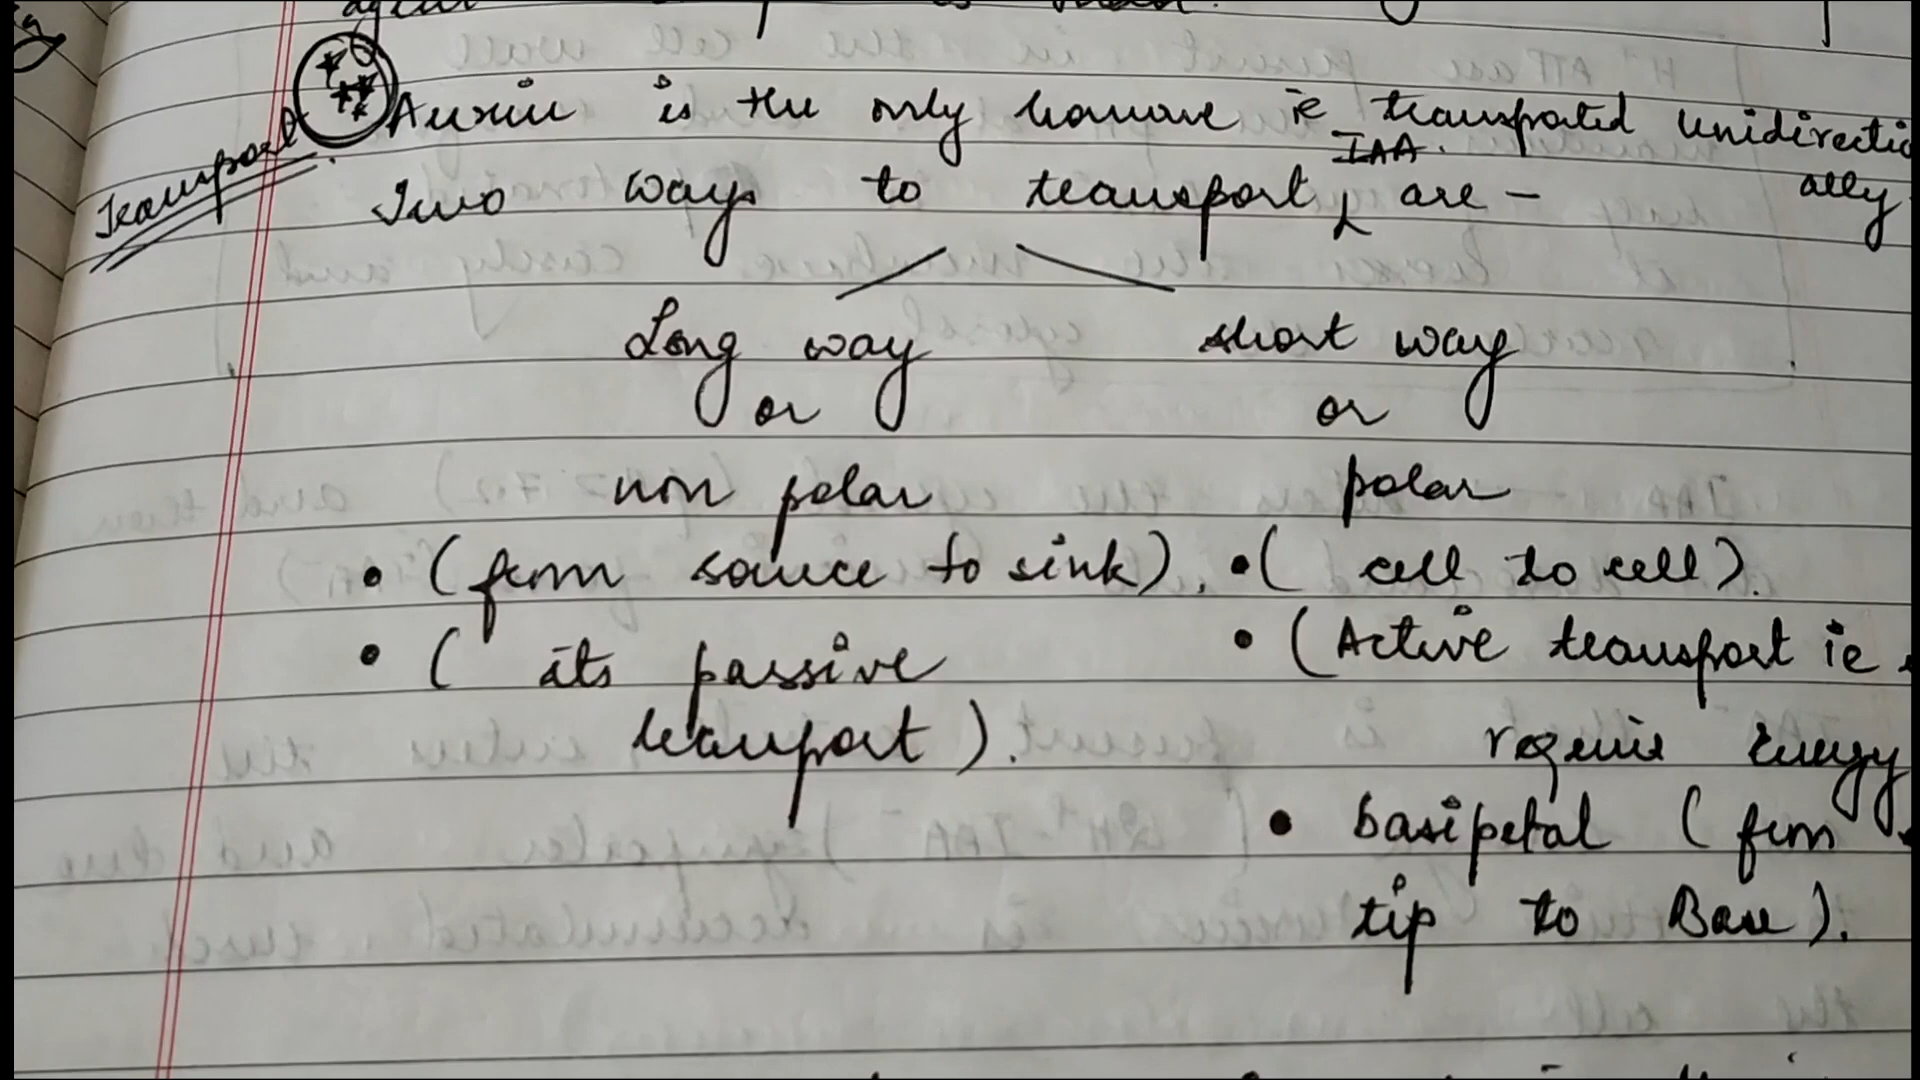 Transport
Auxin is the only hormone ie transported unidirectionally
IAA
Two ways to transport are -
Long way
or
non polar
• (from source to sink).
• (its passive
transport).
short way
or
polar
• (cell to cell).
• (Active transport ie
require energy
• basipetal (from
tip to Base).